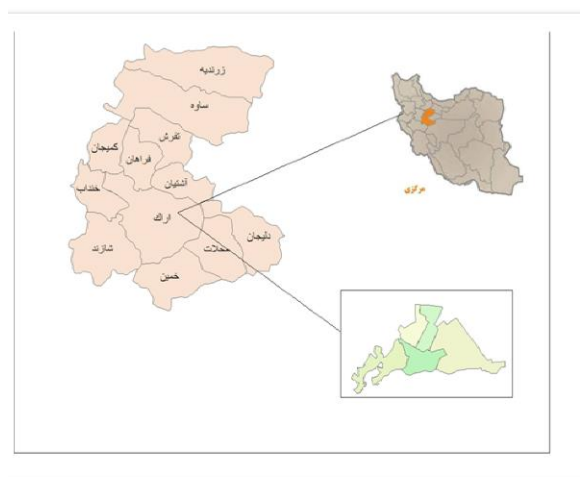 زرندیه
ساوه
تفرش
کمیجان
فراهان
آشتیان
خنداب
اراک
دلیجان
محلات
شازند
خمین
مرکزی